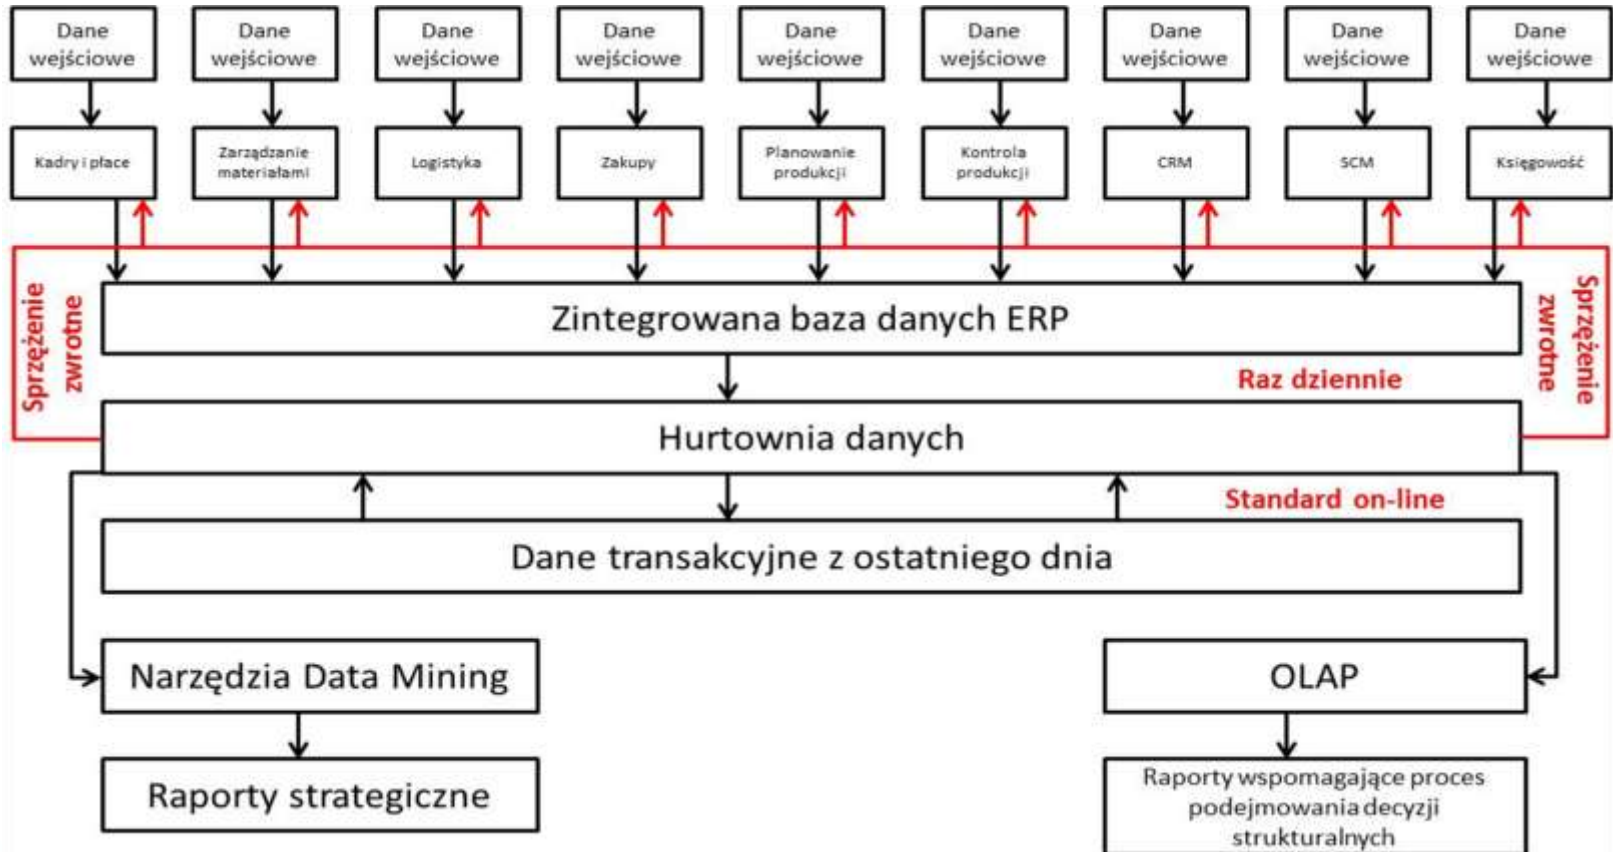 Dane
wejściowe
Dane
wejściowe
Dane
wejściowe
Dane
wejściowe
Dane
wejściowe
Dane
wejściowe
Dane
wejściowe
Dane
wejściowe
Dane
wejściowe
Kadry i płace
Zarządzanie
materiałami
Logistyka
Zakupy
Planowanie
produkcji
Kontrola
produkcji
CRM
SCM
Księgowość
Sprzężenie
zwrotne
Zintegrowana baza danych ERP
Sprzężenie
zwrotne
Raz dziennie
Hurtownia danych
Standard on-line
Dane transakcyjne z ostatniego dnia
Narzędzia Data Mining
OLAP
Raporty strategiczne
Raporty wspomagające proces
podejmowania decyzji
strukturalnych